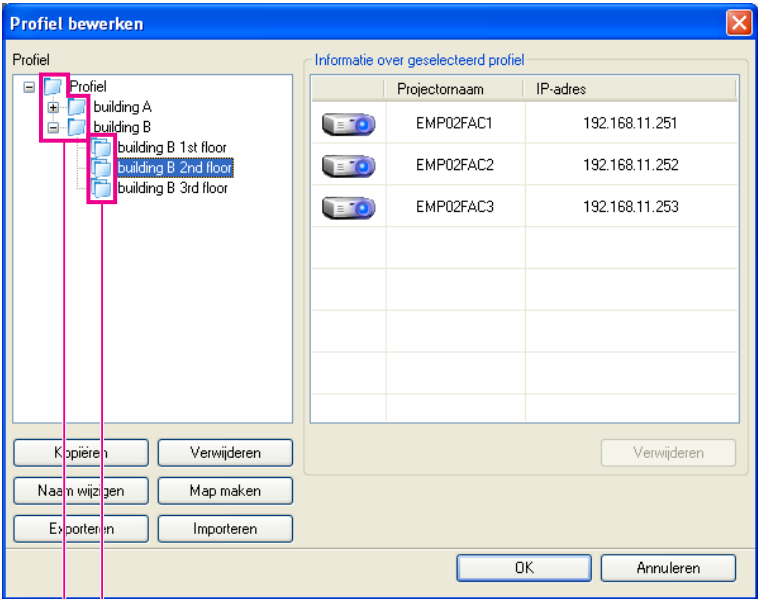 Profiel bewerken
Profiel
Profiel
building A
building B
building B 1st floor
building B 2nd floor
building B 3rd floor
Kopiëren
Verwijderen
Naam wijzigen
Map maken
Exporteren
Importeren
Informatie over geselecteerd profiel
Projectornaam IP-adres
EMP02FAC1 192.168.11.251
EMP02FAC2 192.168.11.252
EMP02FAC3 192.168.11.253
Verwijderen
OK
Annuleren